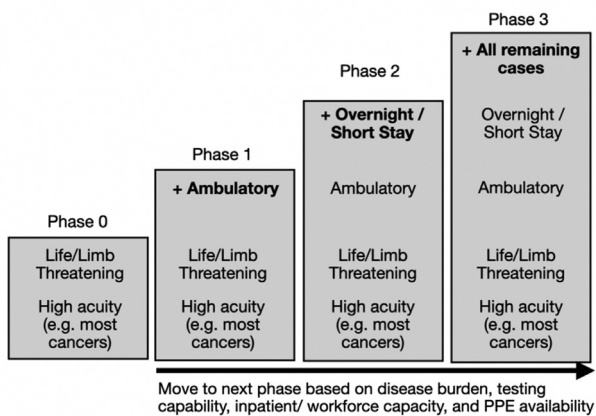 Phase 0
Life/Limb
Threatening
High acuity
(e.g. most
cancers)
Phase 1
+ Ambulatory
Life/Limb
Threatening
High acuity
(e.g. most
cancers)
Phase 2
+ Overnight /
Short Stay
Ambulatory
Life/Limb
Threatening
High acuity
(e.g. most
cancers)
Phase 3
+ All remaining
cases
Overnight /
Short Stay
Ambulatory
Life/Limb
Threatening
High acuity
(e.g. most
cancers)
Move to next phase based on disease burden, testing
capability, inpatient/ workforce capacity, and PPE availability